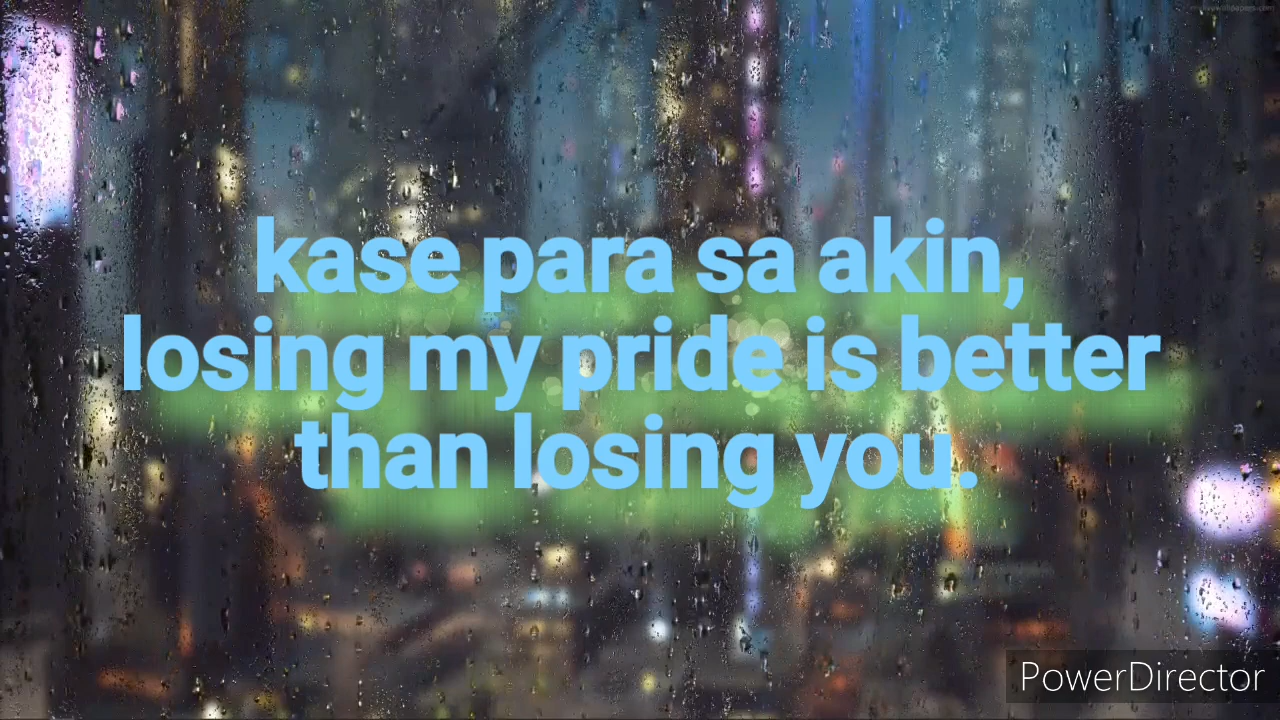 kase para sa akin,
losing my pride is better
than losing you.
PowerDirector